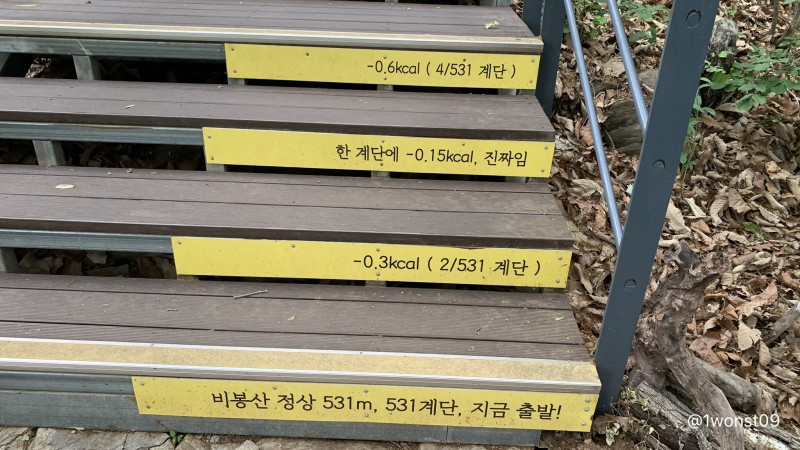 -0.6kcal ( 4/531 계단 )
한 계단에 -0.15kcal, 진짜임
-0.3kcal ( 2/531 계단 )
비봉산 정상 531m, 531계단, 지금 출발!
@1wonst09